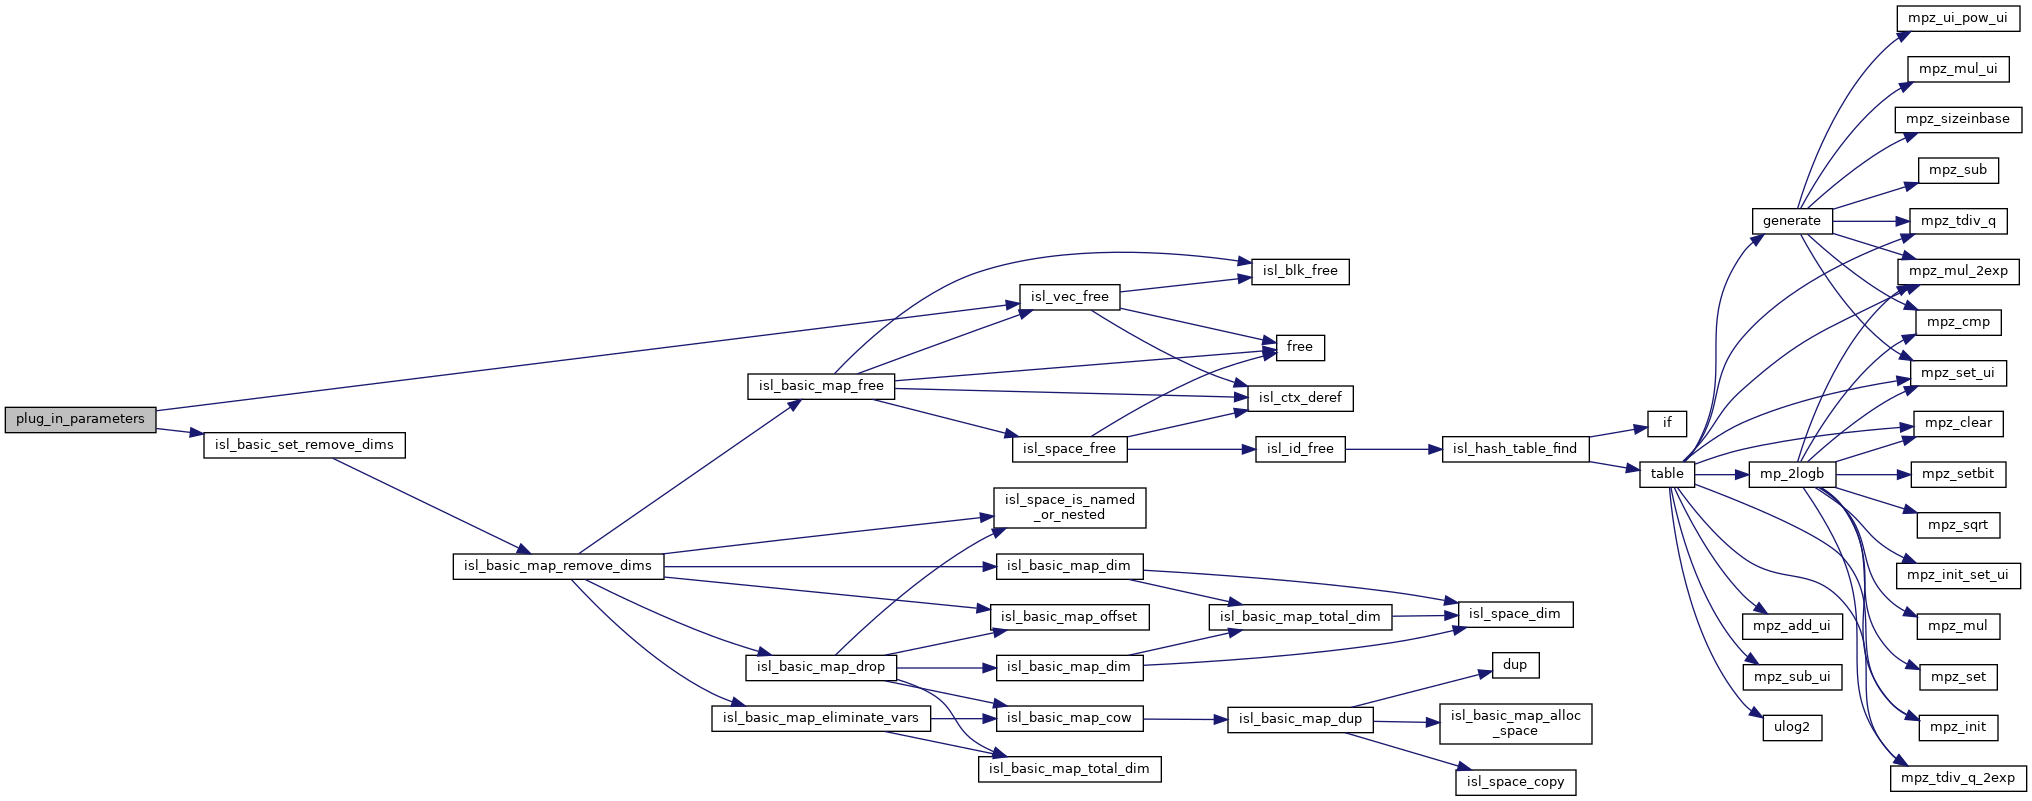 plug_in_parameters
isl_basic_set_remove_dims
isl_basic_map_remove_dims
isl_basic_map_free
isl_basic_map_drop
isl_basic_map_eliminate_vars
isl_vec_free
isl_space_free
isl_space_is_named
_or_nested
isl_basic_map_dim
isl_basic_map_offset
isl_basic_map_dim
isl_basic_map_cow
isl_basic_map_total_dim
isl_blk_free
free
isl_ctx_deref
isl_id_free
isl_basic_map_total_dim
isl_basic_map_dup
isl_hash_table_find
isl_space_dim
dup
isl_basic_map_alloc
_space
isl_space_copy
if
table
generate
mp_2logb
mpz_add_ui
mpz_sub_ui
ulog2
mpz_ui_pow_ui
mpz_mul_ui
mpz_sizeinbase
mpz_sub
mpz_tdiv_q
mpz_mul_2exp
mpz_cmp
mpz_set_ui
mpz_clear
mpz_setbit
mpz_sqrt
mpz_init_set_ui
mpz_mul
mpz_set
mpz_init
mpz_tdiv_q_2exp